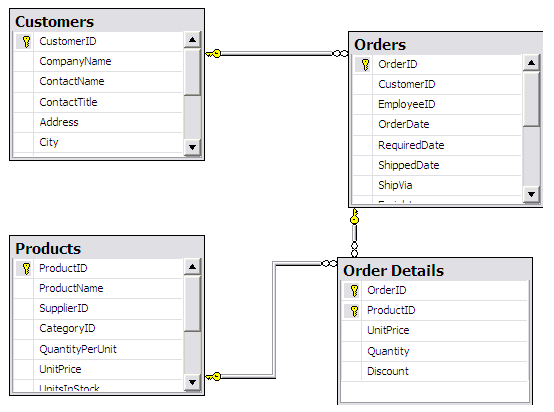 Customers
CustomerID
CompanyName
ContactName
ContactTitle
Address
City
Orders
OrderID
CustomerID
EmployeeID
OrderDate
RequiredDate
ShippedDate
ShipVia
Products
ProductID
ProductName
SupplierID
CategoryID
QuantityPerUnit
UnitPrice
UnitsInStock
Order Details
OrderID
ProductID
UnitPrice
Quantity
Discount